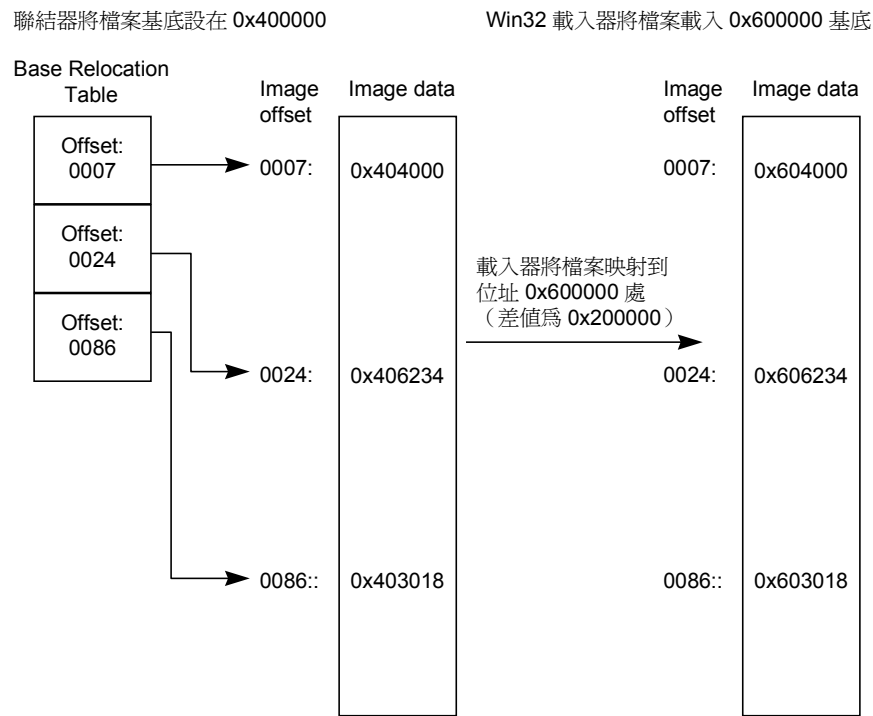 聯結器將檔案基底設在 0x400000
Win32 載入器將檔案載入 0x600000 基底
Base Relocation
Table
Image
offset
Image data
Image
offset
Image data
Offset:
0007
0007:
0x404000
0007:
0x604000
Offset:
0024
載入器將檔案映射到
位址 0x600000 處
（差值爲 0x200000）
Offset:
0086
0024:
0x406234
0024:
0x606234
0086::
0x403018
0086::
0x603018